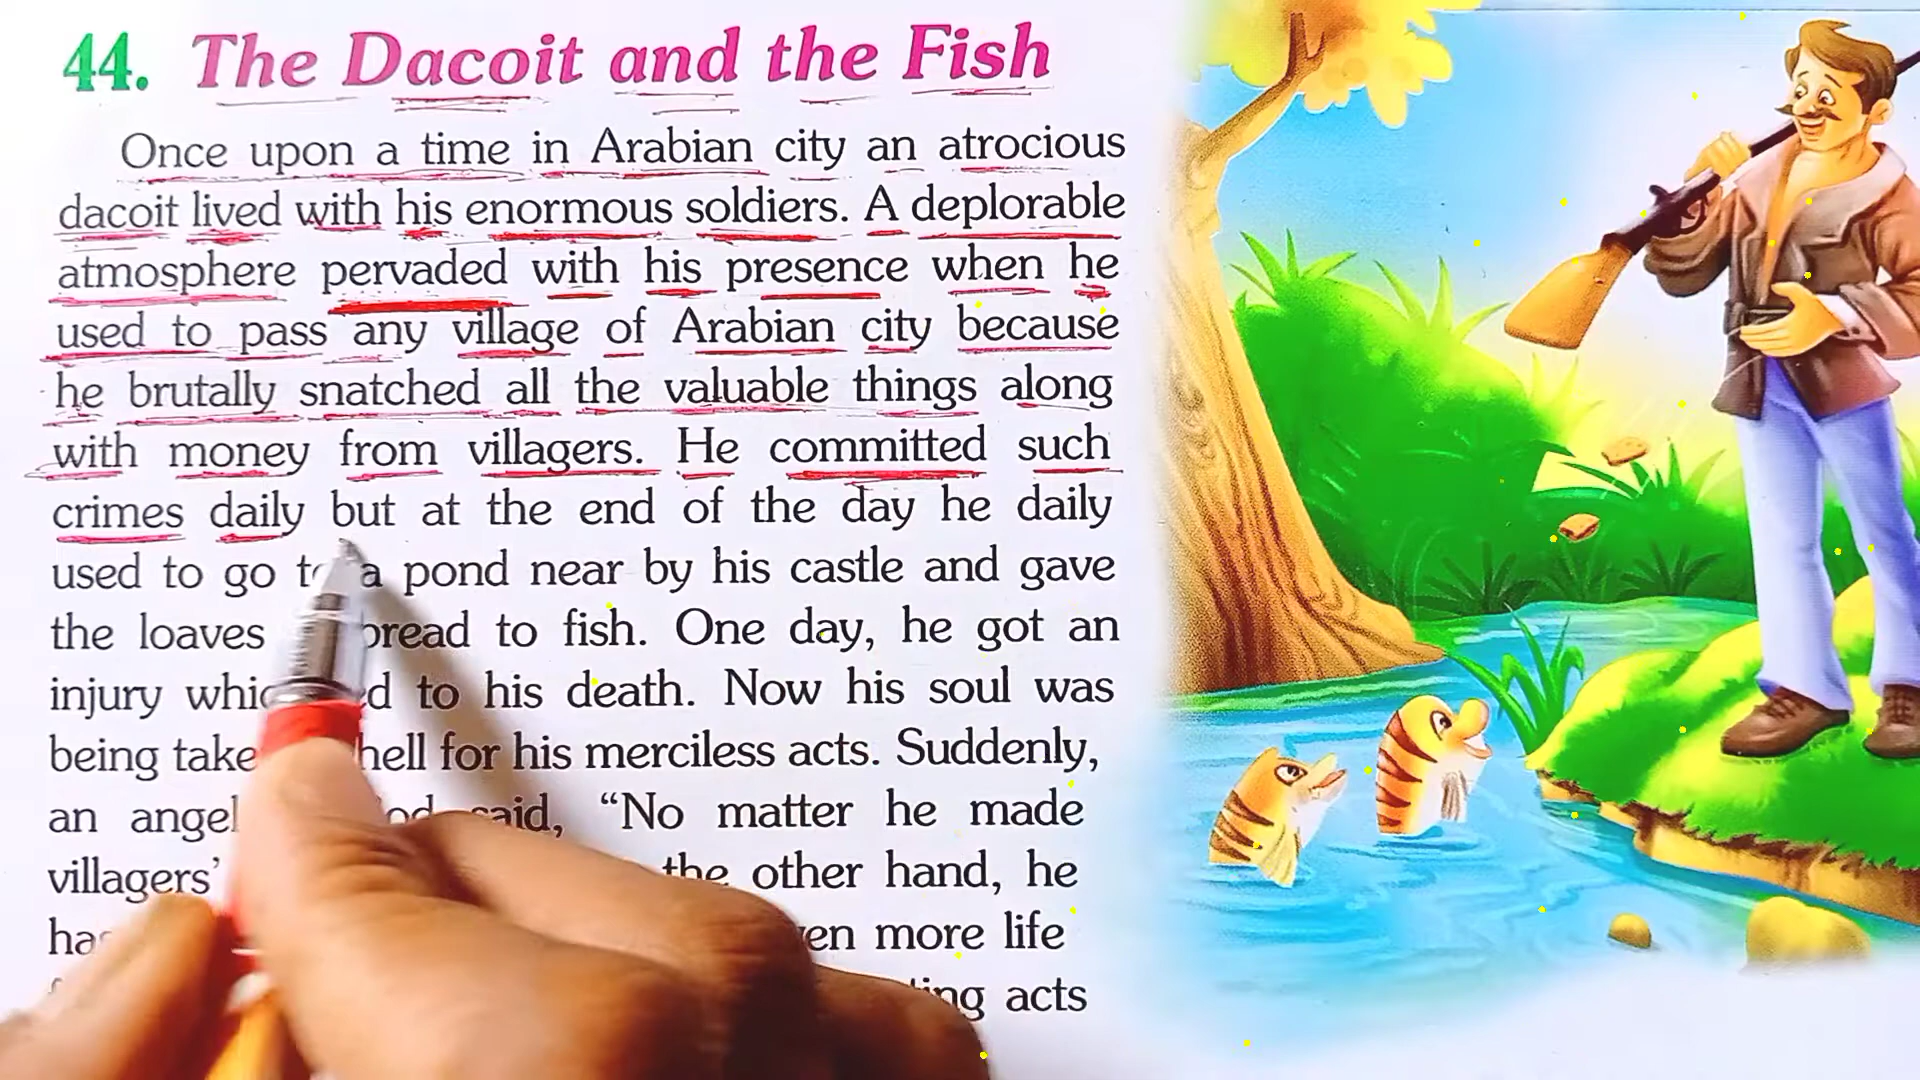 44. The Dacoit and the Fish
Once upon a time in Arabian city an atrocious
dacoit lived with his enormous soldiers. A deplorable
atmosphere pervaded with his presence when he
used to pass any village of Arabian city because
he brutally snatched all the valuable things along
with money from villagers. He committed such
crimes daily but at the end of the day he daily
used to go to a pond near by his castle and gave
the loaves bread to fish. One day, he got an
injury to his death. Now his soul was
being hell for his merciless acts. Suddenly,
an angel said, “No matter he made
villagers’ the other hand, he
more life
acts